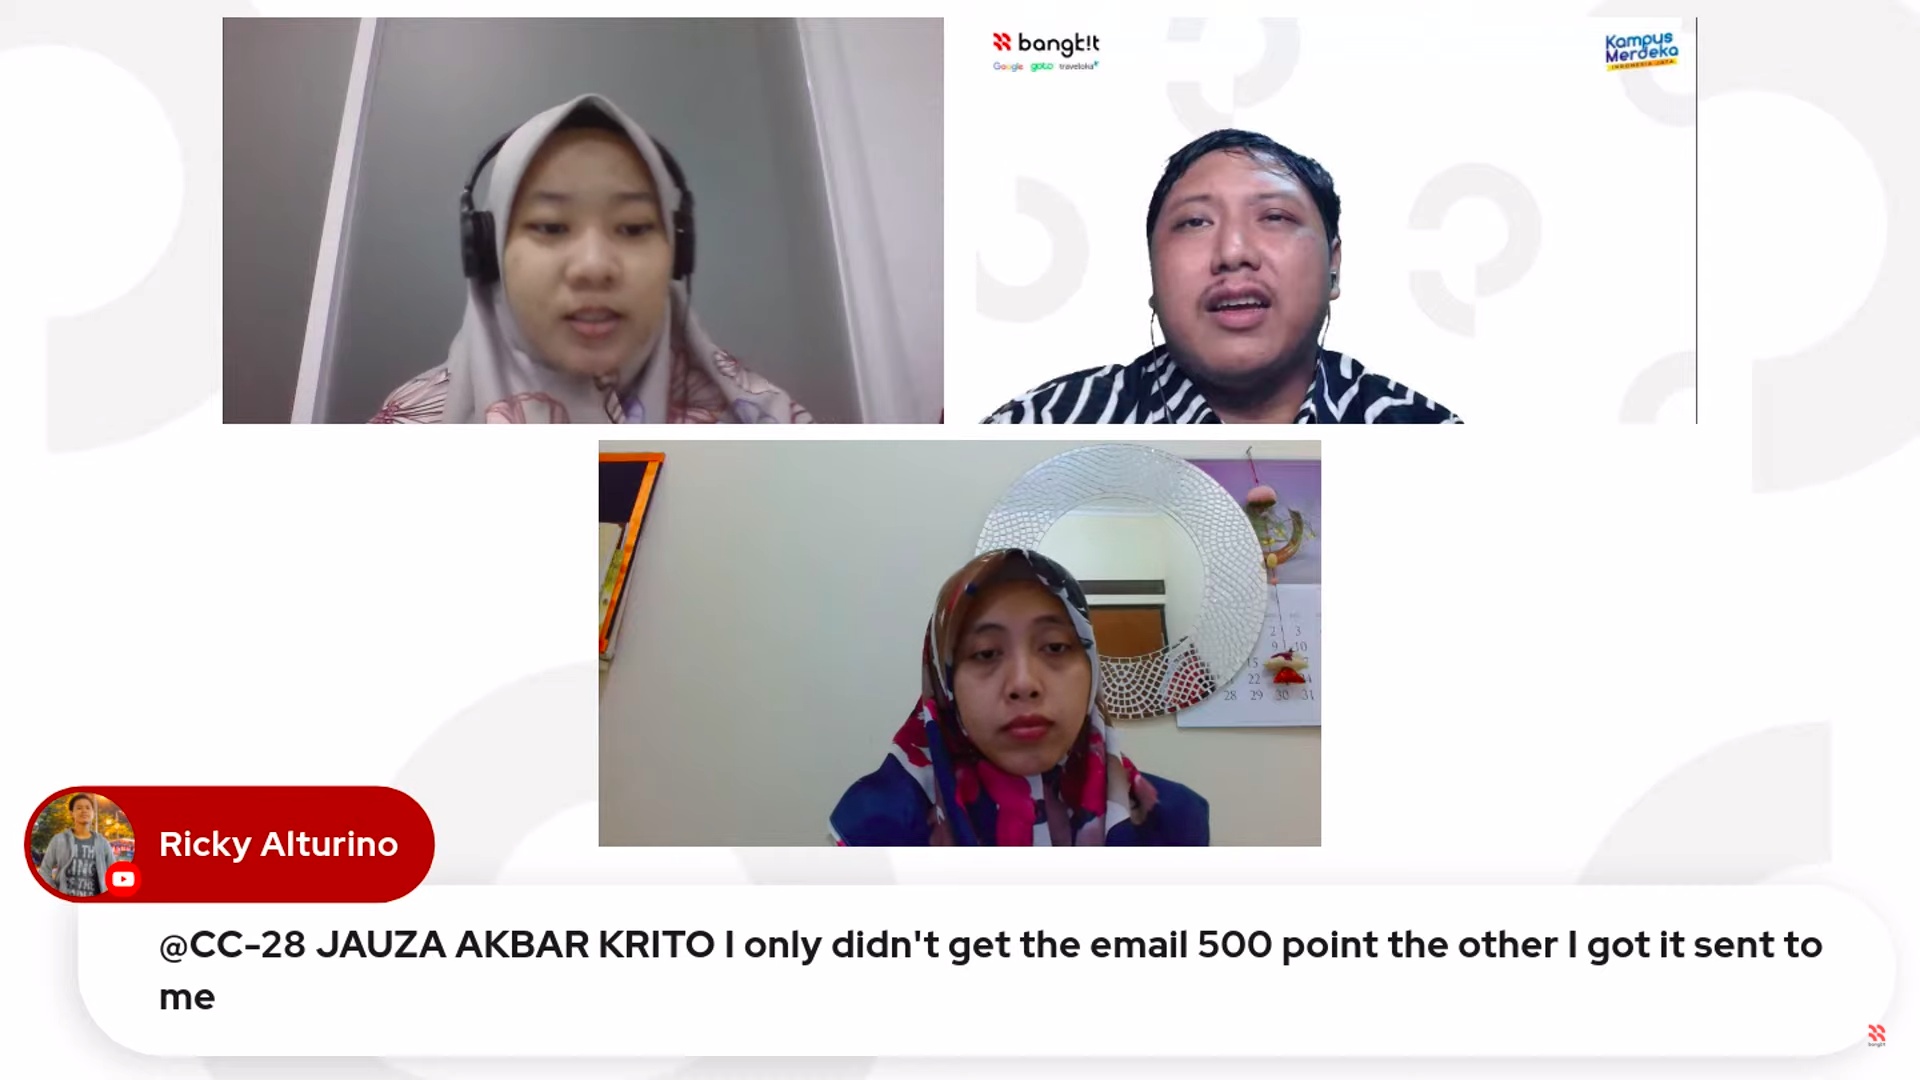 bangk!t
Google goto traveloka
Kampus
Merdeka
INDONESIA JAYA
2 3
9 10
15
22
28 29 30 31
Ricky Alturino
@CC-28 JAUZA AKBAR KRITO I only didn't get the email 500 point the other I got it sent to
me
bangk!t